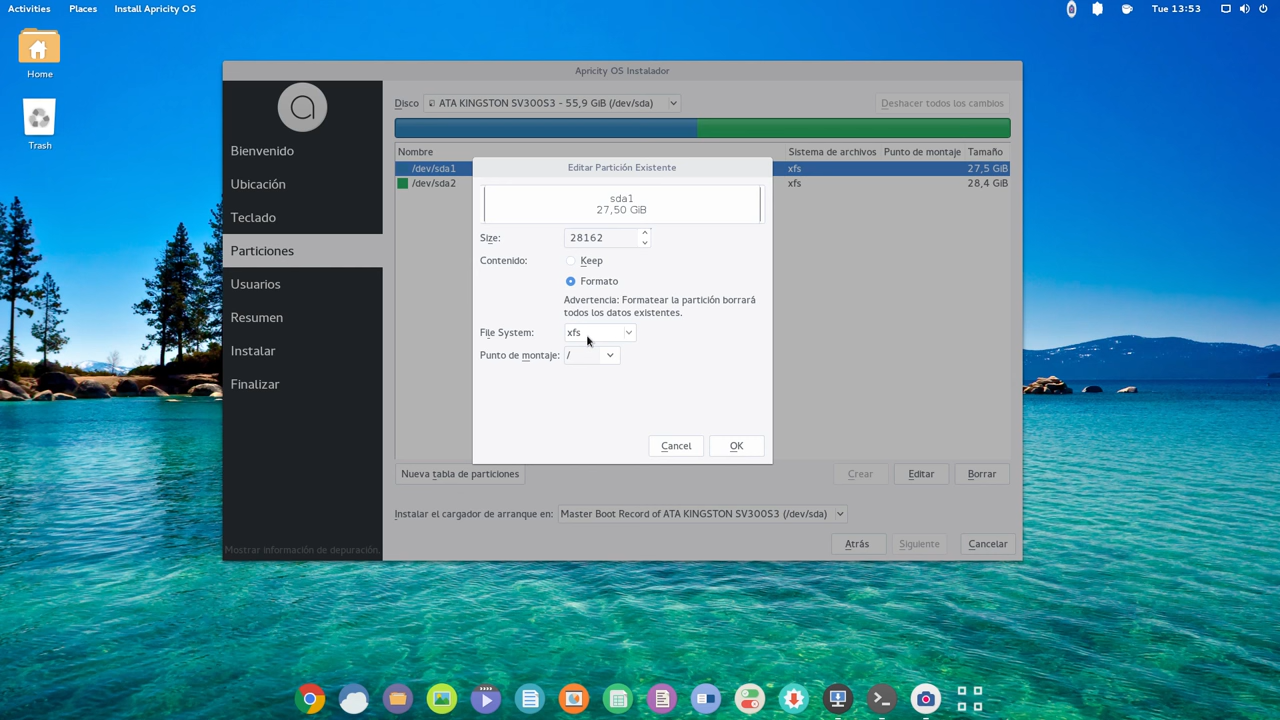 Activities Places Install Apricity OS Tue 13:53
Home
Trash
Apricity OS Instalador
Bienvenido
Ubicación
Teclado
Particiones
Usuarios
Resumen
Instalar
Finalizar
Mostrar información de depuración.
Disco ATA KINGSTON SV300S3 - 55,9 GiB (/dev/sda) Deshacer todos los cambios
Nombre Sistema de archivos Punto de montaje Tamaño
/dev/sda1 xfs 27,5 GiB
/dev/sda2 xfs 28,4 GiB
Editar Partición Existente
sda1
27,50 GiB
Size: 28162
Contenido: Keep
Formato
Advertencia: Formatear la partición borrará
todos los datos existentes.
File System: xfs
Punto de montaje: /
Cancel OK
Nueva tabla de particiones Crear Editar Borrar
Instalar el cargador de arranque en: Master Boot Record of ATA KINGSTON SV300S3 (/dev/sda)
Atrás Siguiente Cancelar